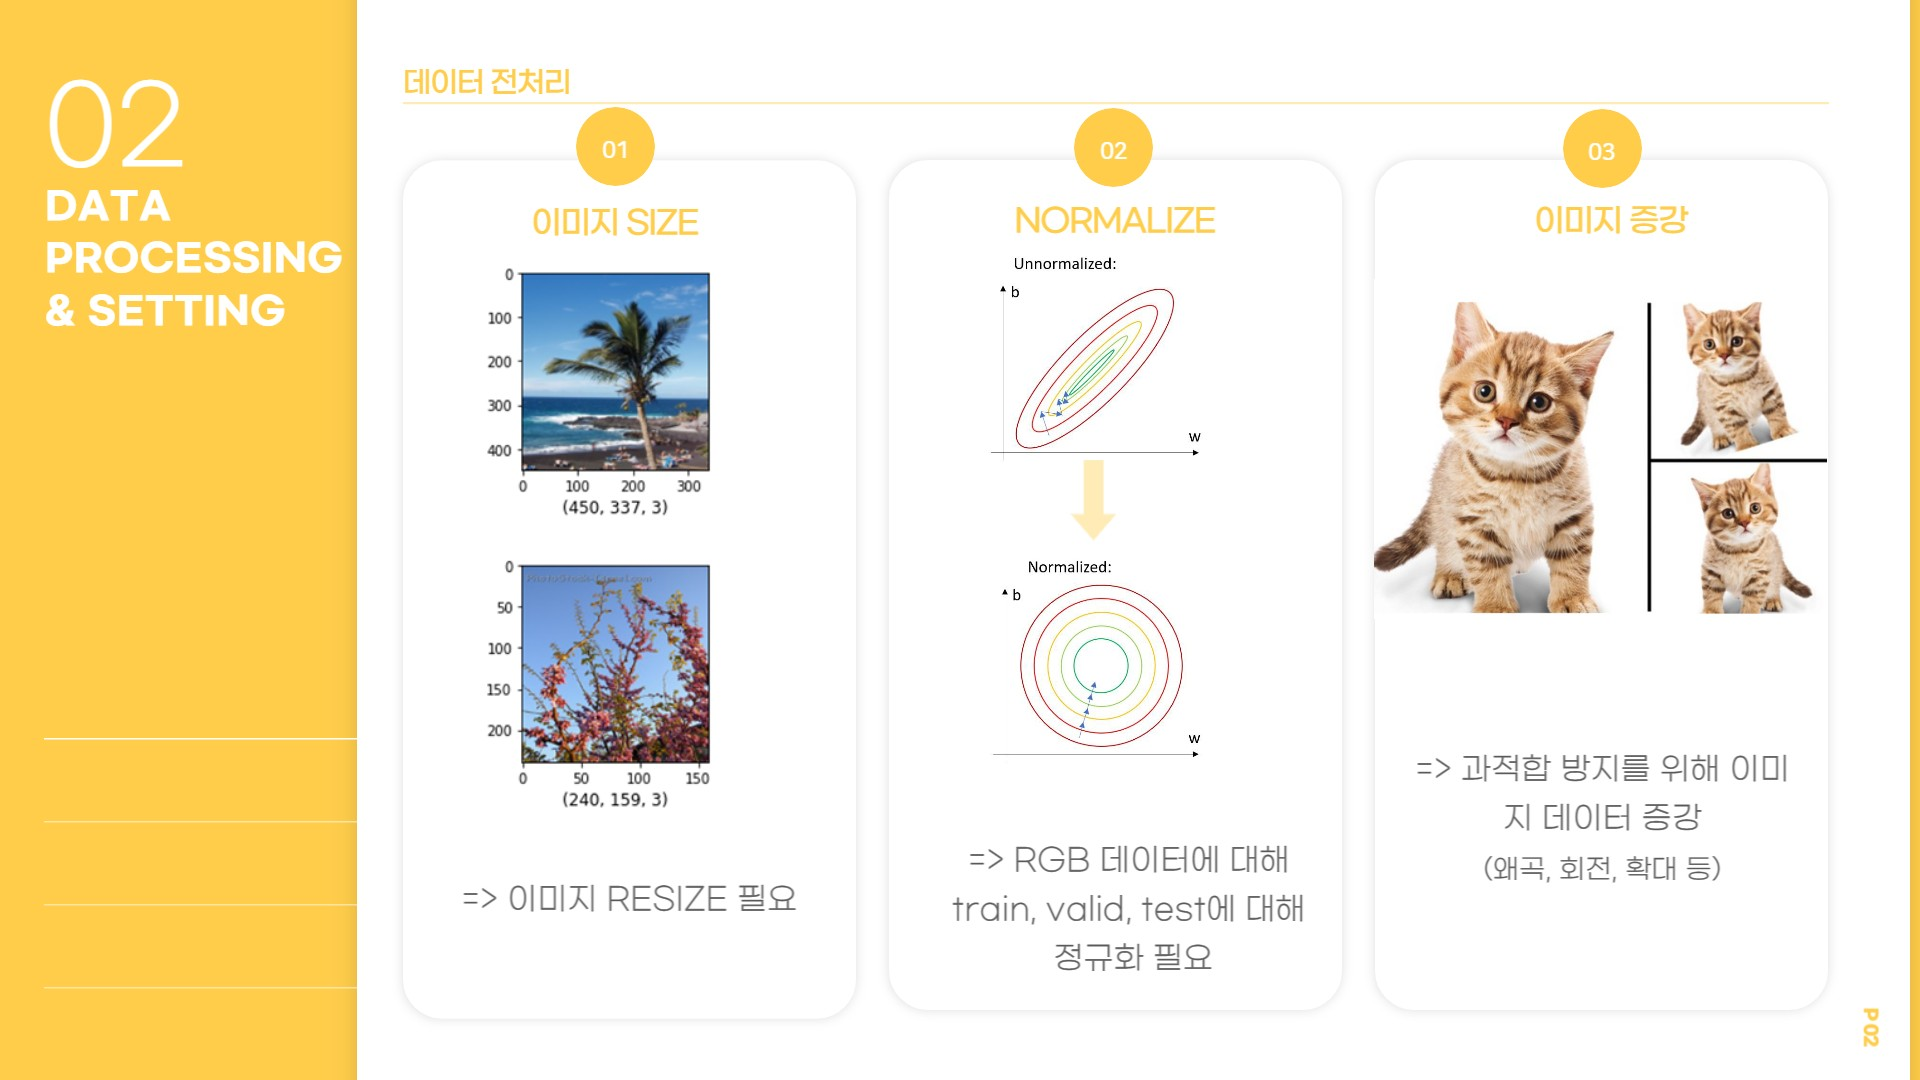 02
DATA
PROCESSING
& SETTING
데이터 전처리
01
이미지 SIZE
0
100
200
300
400
0 100 200 300
(450, 337, 3)
0
50
100
150
200
0 50 100 150
(240, 159, 3)
=> 이미지 RESIZE 필요
02
NORMALIZE
Unnormalized:
b
w
Normalized:
b
w
=> RGB 데이터에 대해
train, valid, test에 대해
정규화 필요
03
이미지 증강
=> 과적합 방지를 위해 이미
지 데이터 증강
(왜곡, 회전, 확대 등)
P 02